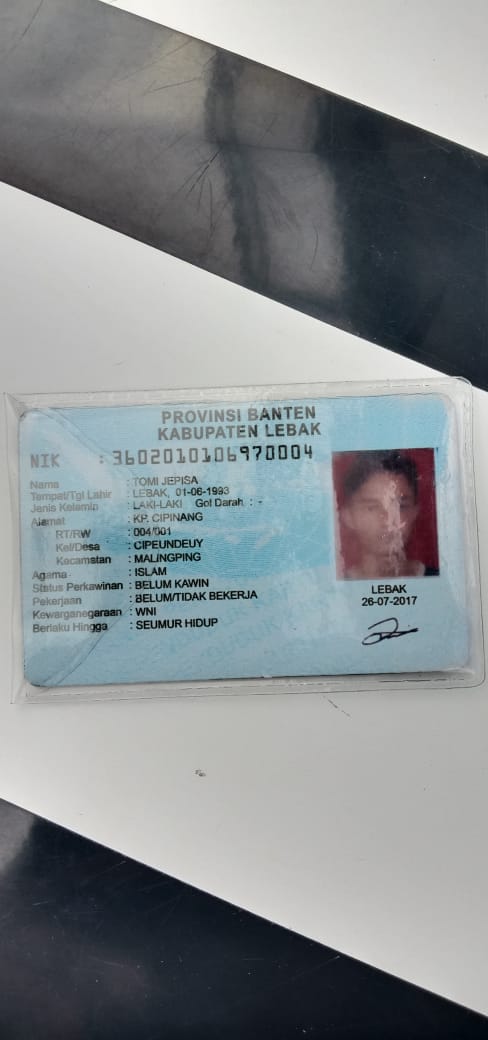 PROVINSI BANTEN
KABUPATEN LEBAK
NIK : 3602010106970004
Nama : TOMI JEPISA
Tempat/Tgl Lahir : LEBAK, 01-06-1993
Jenis Kelamin : LAKI-LAKI Gol Darah : -
Alamat : KP. CIPINANG
RT/RW : 004/001
Kel/Desa : CIPEUNDEUY
Kecamatan : MALINGPING
Agama : ISLAM
Status Perkawinan : BELUM KAWIN
Pekerjaan : BELUM/TIDAK BEKERJA
Kewarganegaraan : WNI
Berlaku Hingga : SEUMUR HIDUP
LEBAK
26-07-2017